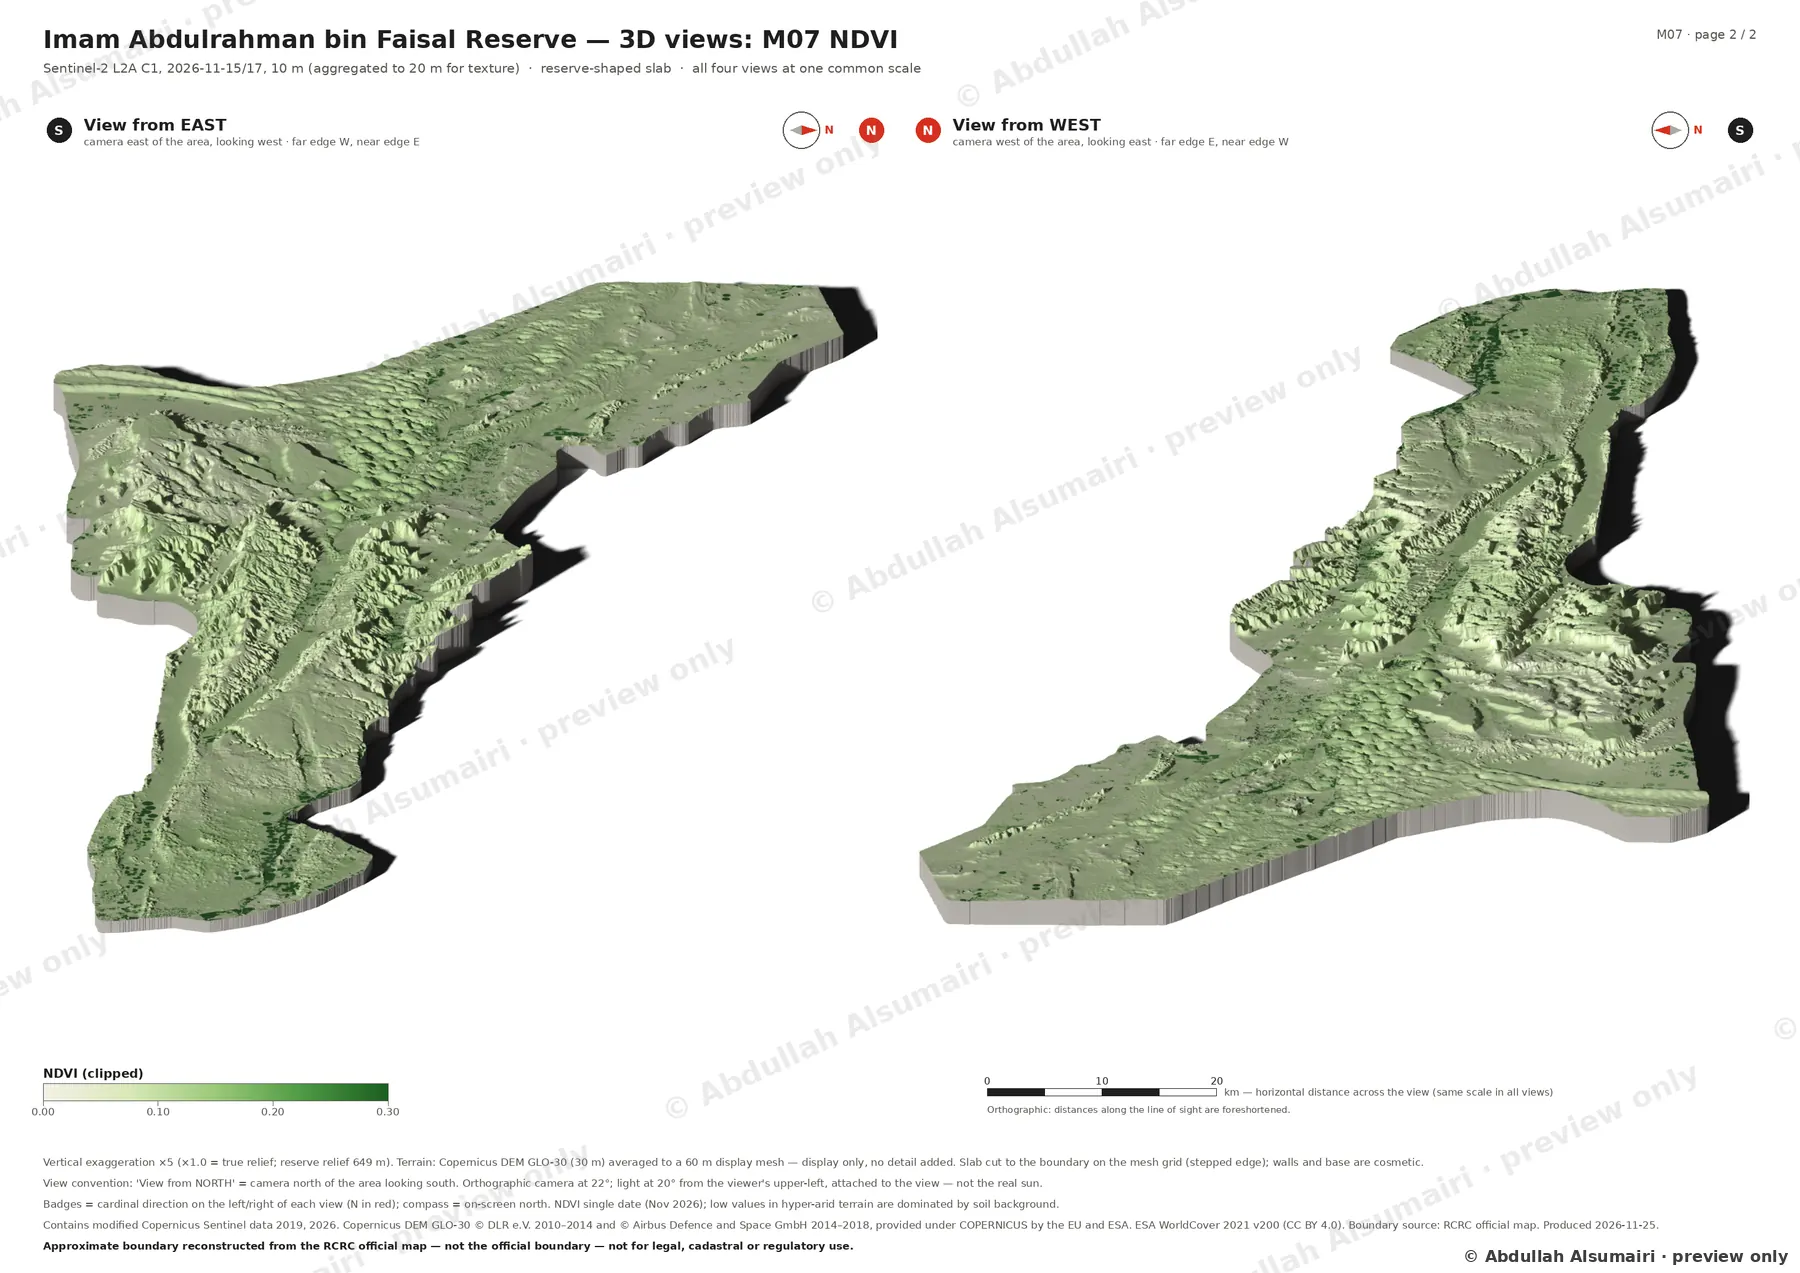 Imam Abdulrahman bin Faisal Reserve — 3D views: M07 NDVI
M07 · page 2 / 2
Sentinel-2 L2A C1, 2026-11-15/17, 10 m (aggregated to 20 m for texture) · reserve-shaped slab · all four views at one common scale
S
View from EAST
camera east of the area, looking west · far edge W, near edge E
N
N
N
View from WEST
camera west of the area, looking east · far edge E, near edge W
N
S
NDVI (clipped)
0.00 0.10 0.20 0.30
0 10 20
km — horizontal distance across the view (same scale in all views)
Orthographic: distances along the line of sight are foreshortened.
Vertical exaggeration ×5 (×1.0 = true relief; reserve relief 649 m). Terrain: Copernicus DEM GLO-30 (30 m) averaged to a 60 m display mesh — display only, no detail added. Slab cut to the boundary on the mesh grid (stepped edge); walls and base are cosmetic.
View convention: 'View from NORTH' = camera north of the area looking south. Orthographic camera at 22°; light at 20° from the viewer's upper-left, attached to the view — not the real sun.
Badges = cardinal direction on the left/right of each view (N in red); compass = on-screen north. NDVI single date (Nov 2026); low values in hyper-arid terrain are dominated by soil background.
Contains modified Copernicus Sentinel data 2019, 2026. Copernicus DEM GLO-30 © DLR e.V. 2010–2014 and © Airbus Defence and Space GmbH 2014–2018, provided under COPERNICUS by the EU and ESA. ESA WorldCover 2021 v200 (CC BY 4.0). Boundary source: RCRC official map. Produced 2026-11-25.
Approximate boundary reconstructed from the RCRC official map — not the official boundary — not for legal, cadastral or regulatory use.
© Abdullah Alsumairi · preview only
© Abdullah Alsumairi · preview only
© Abdullah Alsumairi · preview only